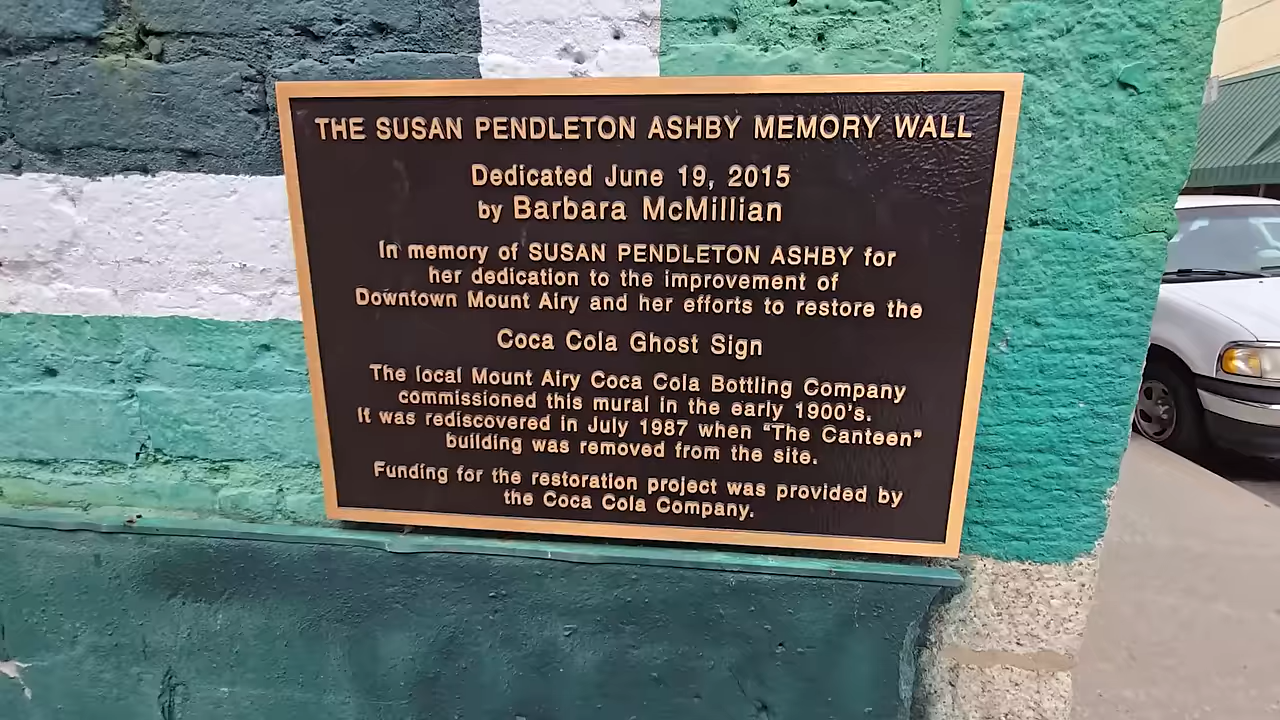 THE SUSAN PENDLETON ASHBY MEMORY WALL
Dedicated June 19, 2015
by Barbara McMillian
In memory of SUSAN PENDLETON ASHBY for
her dedication to the improvement of
Downtown Mount Airy and her efforts to restore the
Coca Cola Ghost Sign
The local Mount Airy Coca Cola Bottling Company
commissioned this mural in the early 1900's.
It was rediscovered in July 1987 when "The Canteen"
building was removed from the site.
Funding for the restoration project was provided by
the Coca Cola Company.